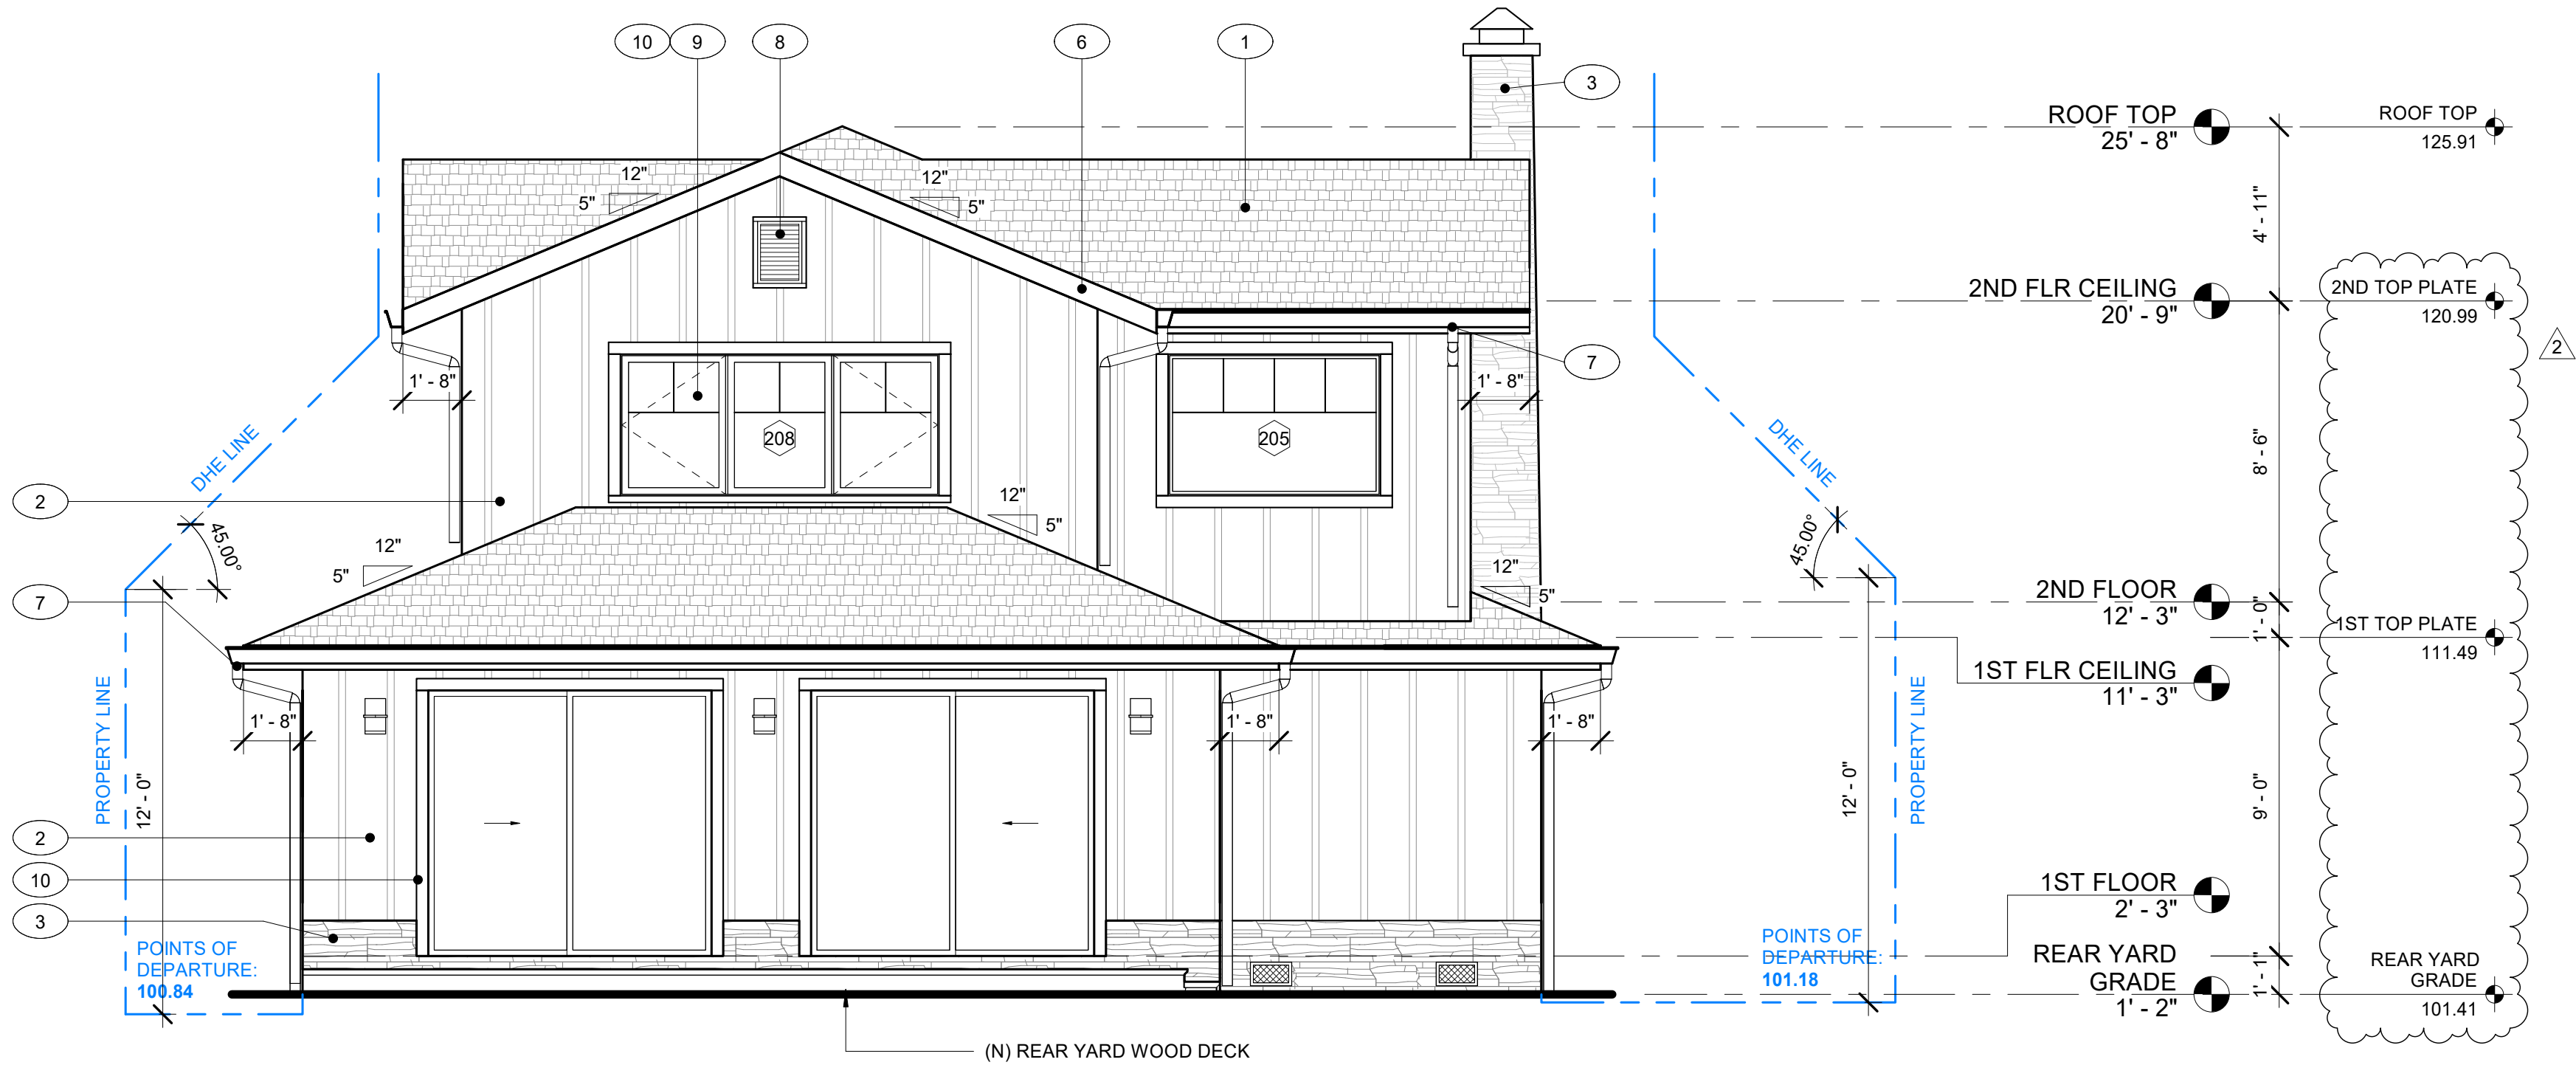 10
9
8
6
1
3
ROOF TOP
25' - 8"
ROOF TOP
125.91
12"
5"
12"
5"
4' - 11"
2ND FLR CEILING
20' - 9"
2ND TOP PLATE
120.99
2
7
1' - 8"
1' - 8"
208
205
DHE LINE
DHE LINE
8' - 6"
2
12"
5"
45.00°
45.00°
12"
5"
12"
5"
7
2ND FLOOR
12' - 3"
1' - 0"
1ST TOP PLATE
111.49
1ST FLR CEILING
11' - 3"
1' - 8"
1' - 8"
1' - 8"
PROPERTY LINE
12' - 0"
12' - 0"
PROPERTY LINE
9' - 0"
2
10
3
1ST FLOOR
2' - 3"
POINTS OF
DEPARTURE:
100.84
POINTS OF
DEPARTURE:
101.18
REAR YARD
GRADE
1' - 2"
1' - 1"
REAR YARD
GRADE
101.41
(N) REAR YARD WOOD DECK